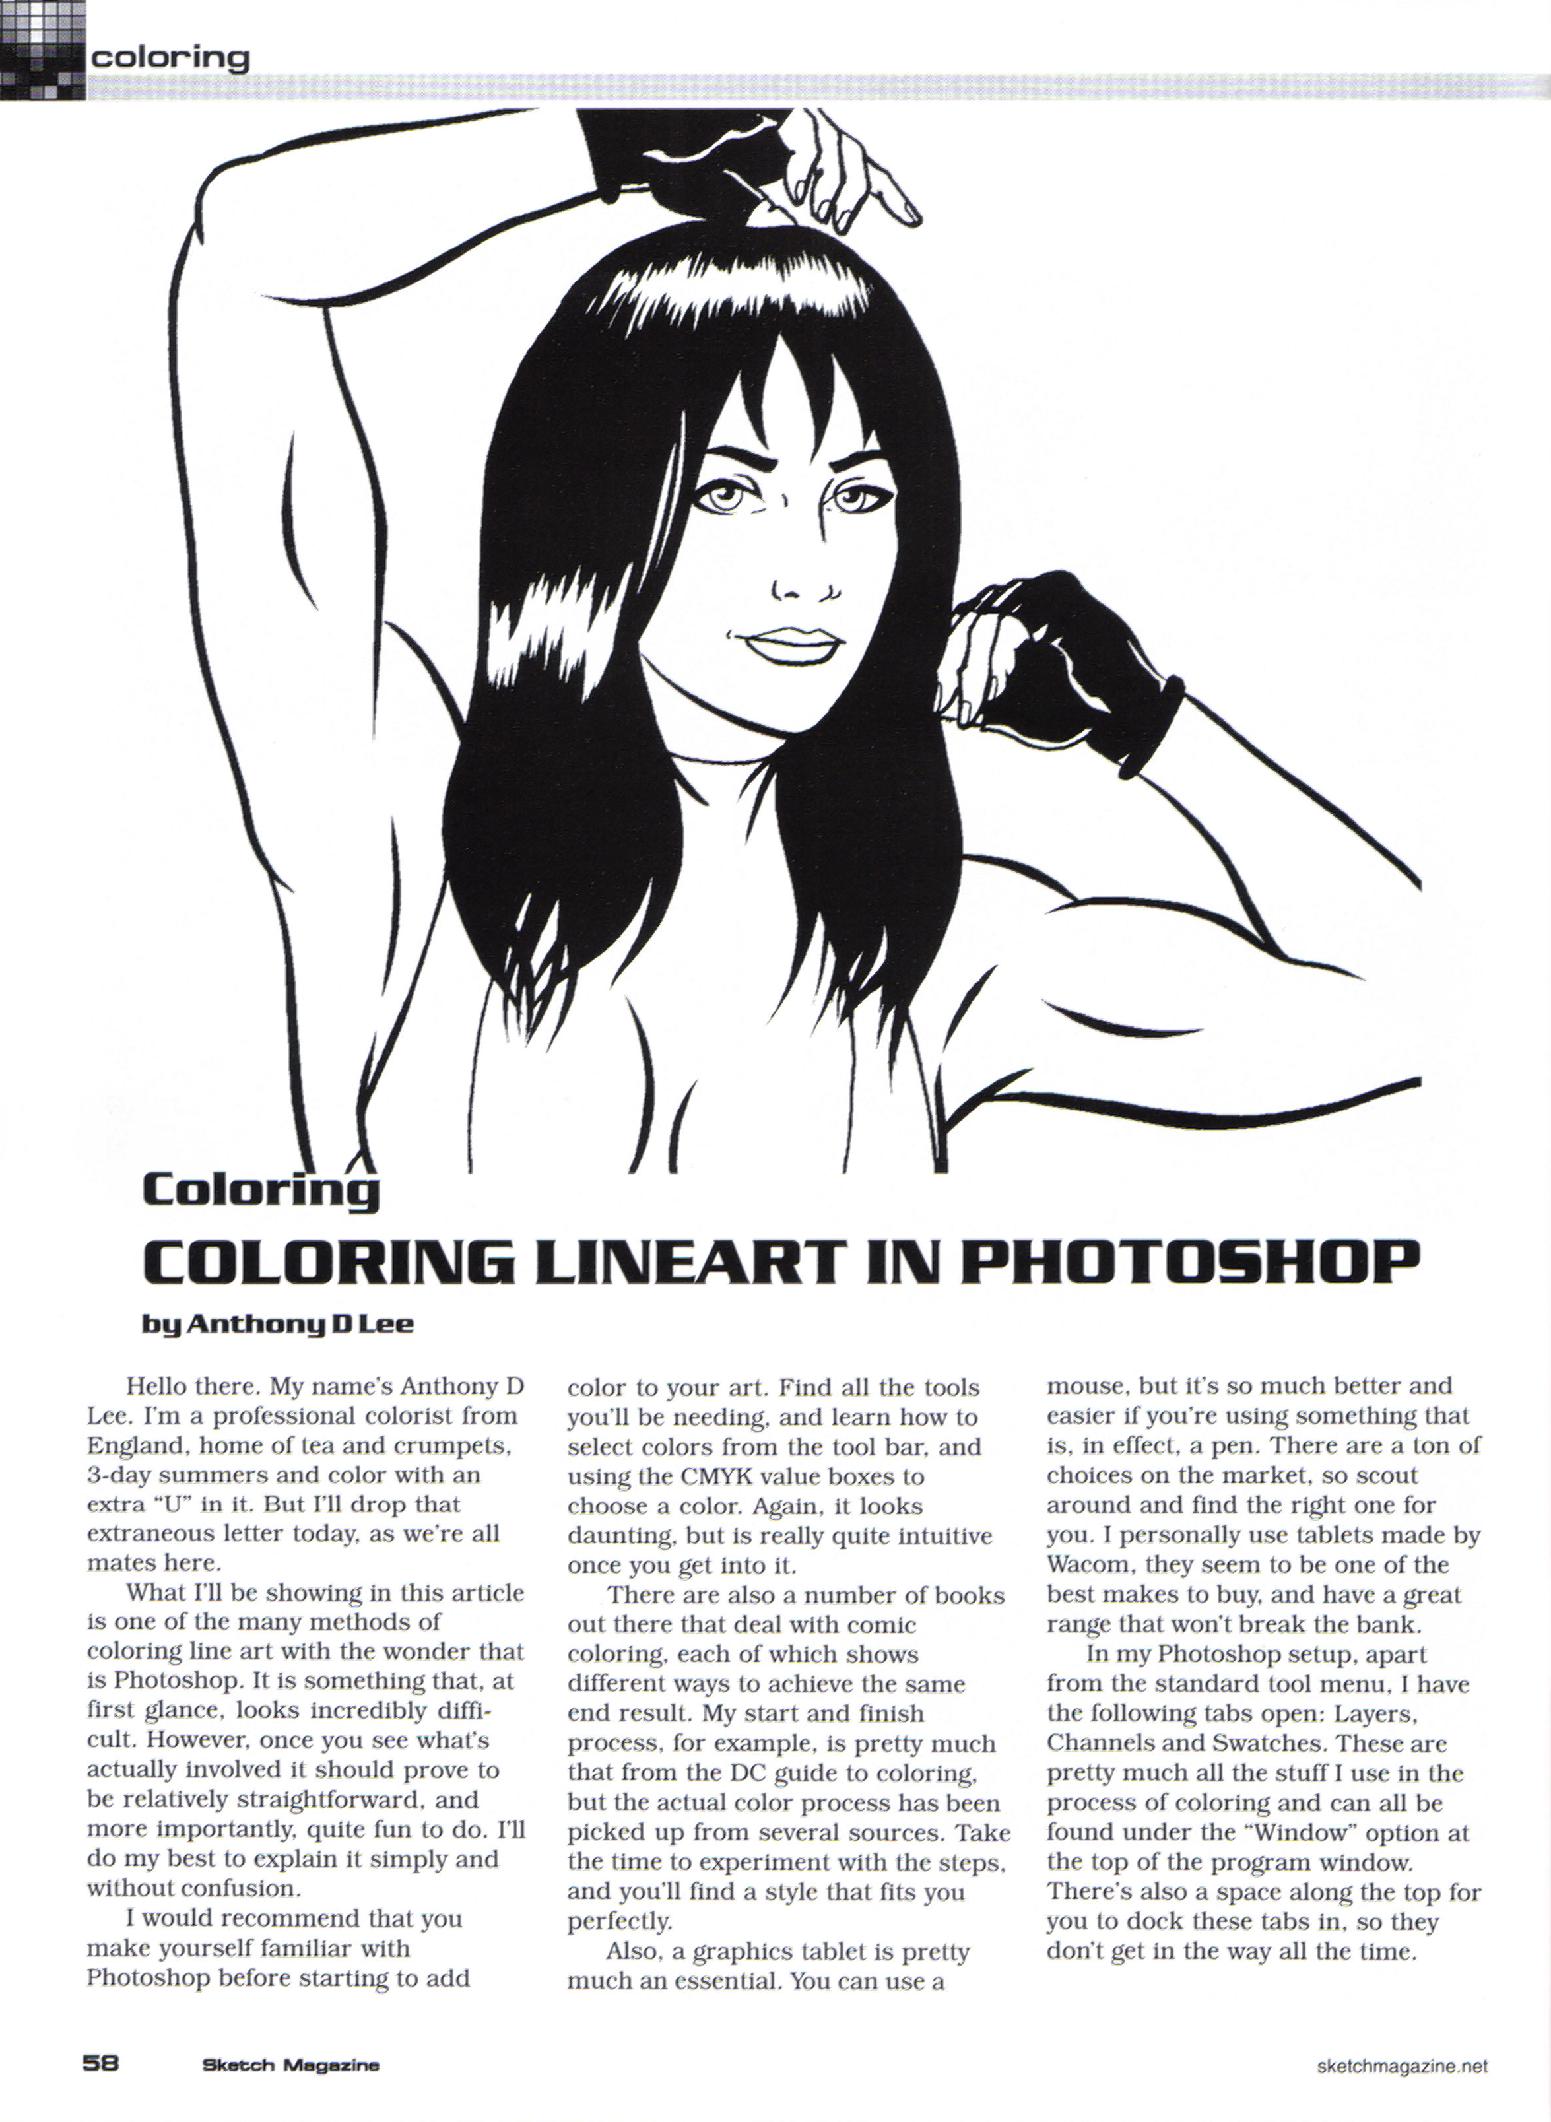 coloring
Coloring
COLORING LINEART IN PHOTOSHOP
by Anthony D Lee
Hello there. My name's Anthony D
Lee. I'm a professional colorist from
England, home of tea and crumpets,
3-day summers and color with an
extra “U” in it. But I'll drop that
extraneous letter today, as we're all
mates here.
What I'll be showing in this article
is one of the many methods of
coloring line art with the wonder that
is Photoshop. It is something that, at
first glance, looks incredibly diffi-
cult. However, once you see what's
actually involved it should prove to
be relatively straightforward, and
more importantly, quite fun to do. I'll
do my best to explain it simply and
without confusion.
I would recommend that you
make yourself familiar with
Photoshop before starting to add
color to your art. Find all the tools
you'll be needing, and learn how to
select colors from the tool bar, and
using the CMYK value boxes to
choose a color. Again, it looks
daunting, but is really quite intuitive
once you get into it.
There are also a number of books
out there that deal with comic
coloring, each of which shows
different ways to achieve the same
end result. My start and finish
process, for example, is pretty much
that from the DC guide to coloring,
but the actual color process has been
picked up from several sources. Take
the time to experiment with the steps,
and you'll find a style that fits you
perfectly.
Also, a graphics tablet is pretty
much an essential. You can use a
mouse, but it's so much better and
easier if you're using something that
is, in effect, a pen. There are a ton of
choices on the market, so scout
around and find the right one for
you. I personally use tablets made by
Wacom, they seem to be one of the
best makes to buy, and have a great
range that won't break the bank.
In my Photoshop setup, apart
from the standard tool menu, I have
the following tabs open: Layers,
Channels and Swatches. These are
pretty much all the stuff I use in the
process of coloring and can all be
found under the “Window” option at
the top of the program window.
There's also a space along the top for
you to dock these tabs in, so they
don't get in the way all the time.
58
Sketch Magazine
sketchmagazine.net